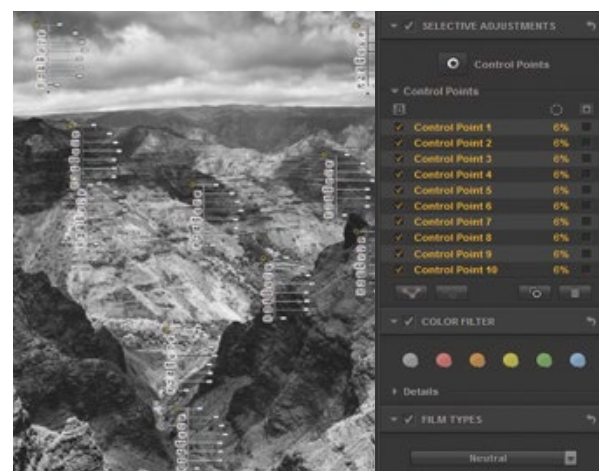 SELECTIVE ADJUSTMENTS
Control Points
Control Points
Control Point 1 6%
Control Point 2 6%
Control Point 3 6%
Control Point 4 6%
Control Point 5 6%
Control Point 6 6%
Control Point 7 6%
Control Point 8 6%
Control Point 9 6%
Control Point 10 6%
COLOR FILTER
Details
FILM TYPES
Neutral